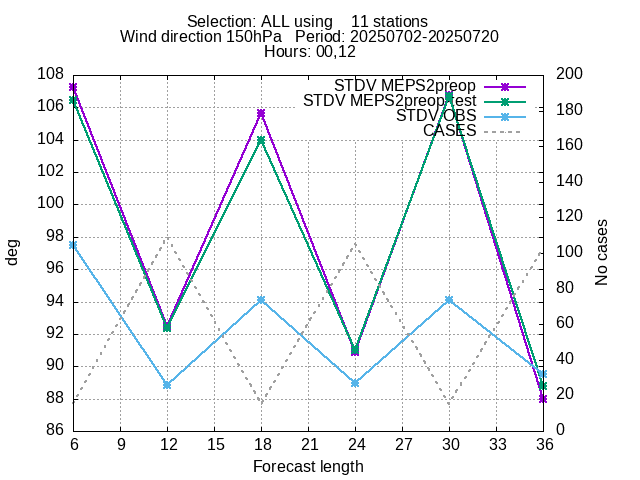 Selection: ALL using    11 stations
Wind direction 150hPa   Period: 20250702-20250720
Hours: 00,12
STDV MEPS2preop
STDV MEPS2preop_est
STDV OBS
CASES
108
106
104
102
100
98
96
94
92
90
88
86
deg
200
180
160
140
120
100
80
60
40
20
0
No cases
6 9 12 15 18 21 24 27 30 33 36
Forecast length